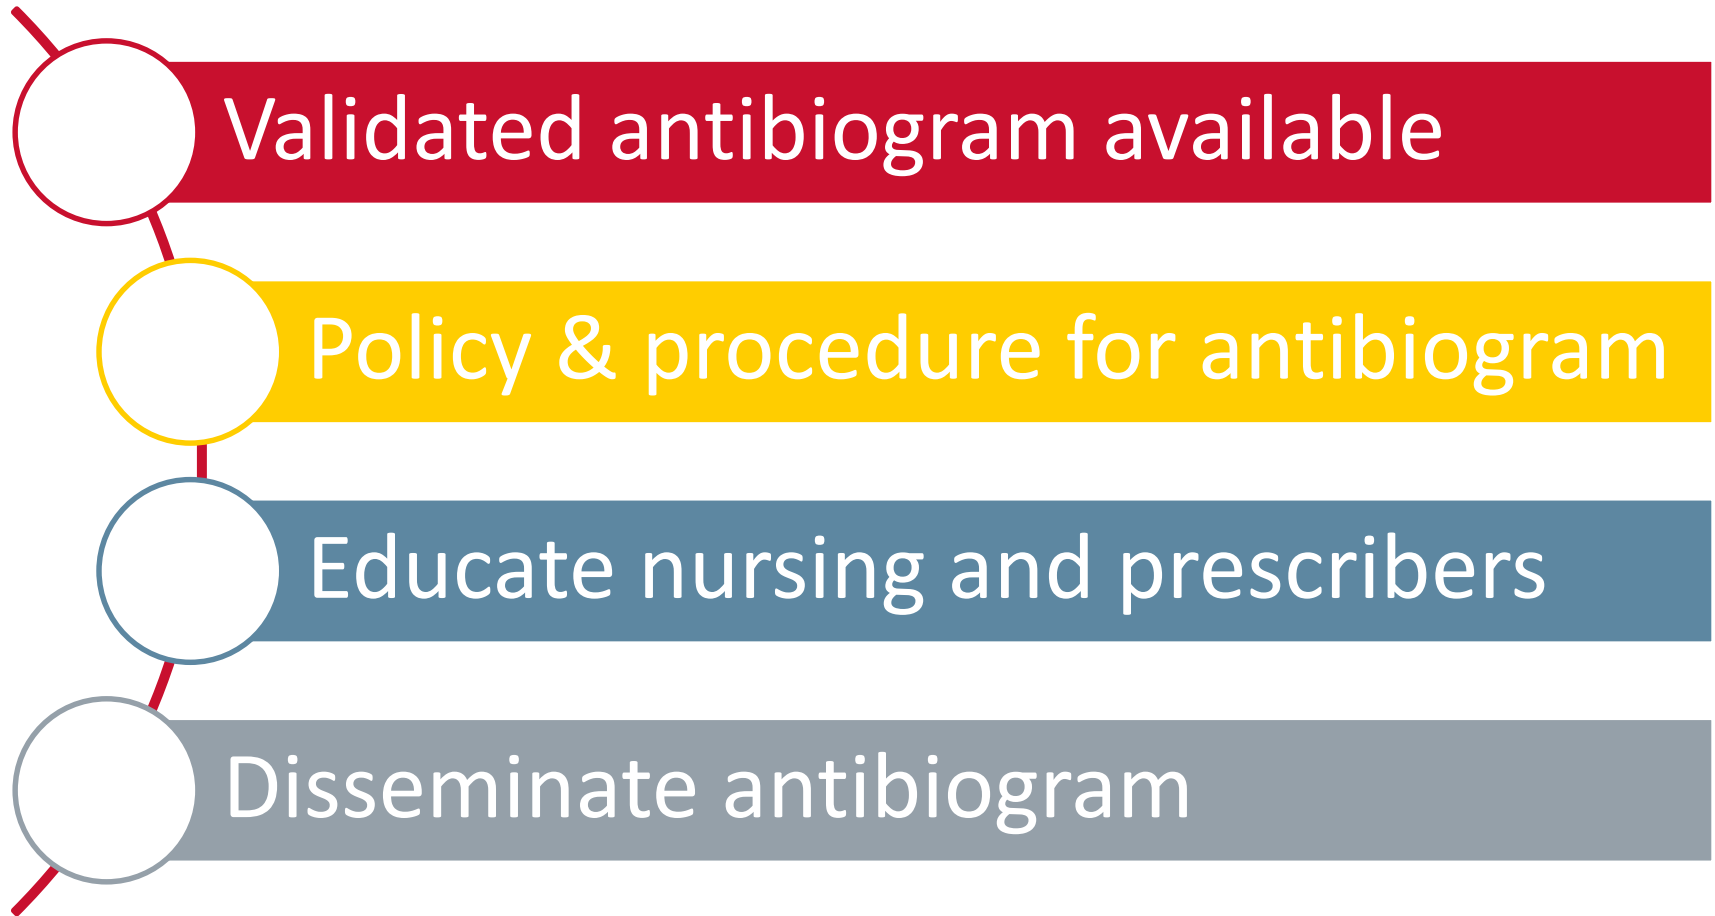 Validated antibiogram available
Policy & procedure for antibiogram
Educate nursing and prescribers
Disseminate antibiogram